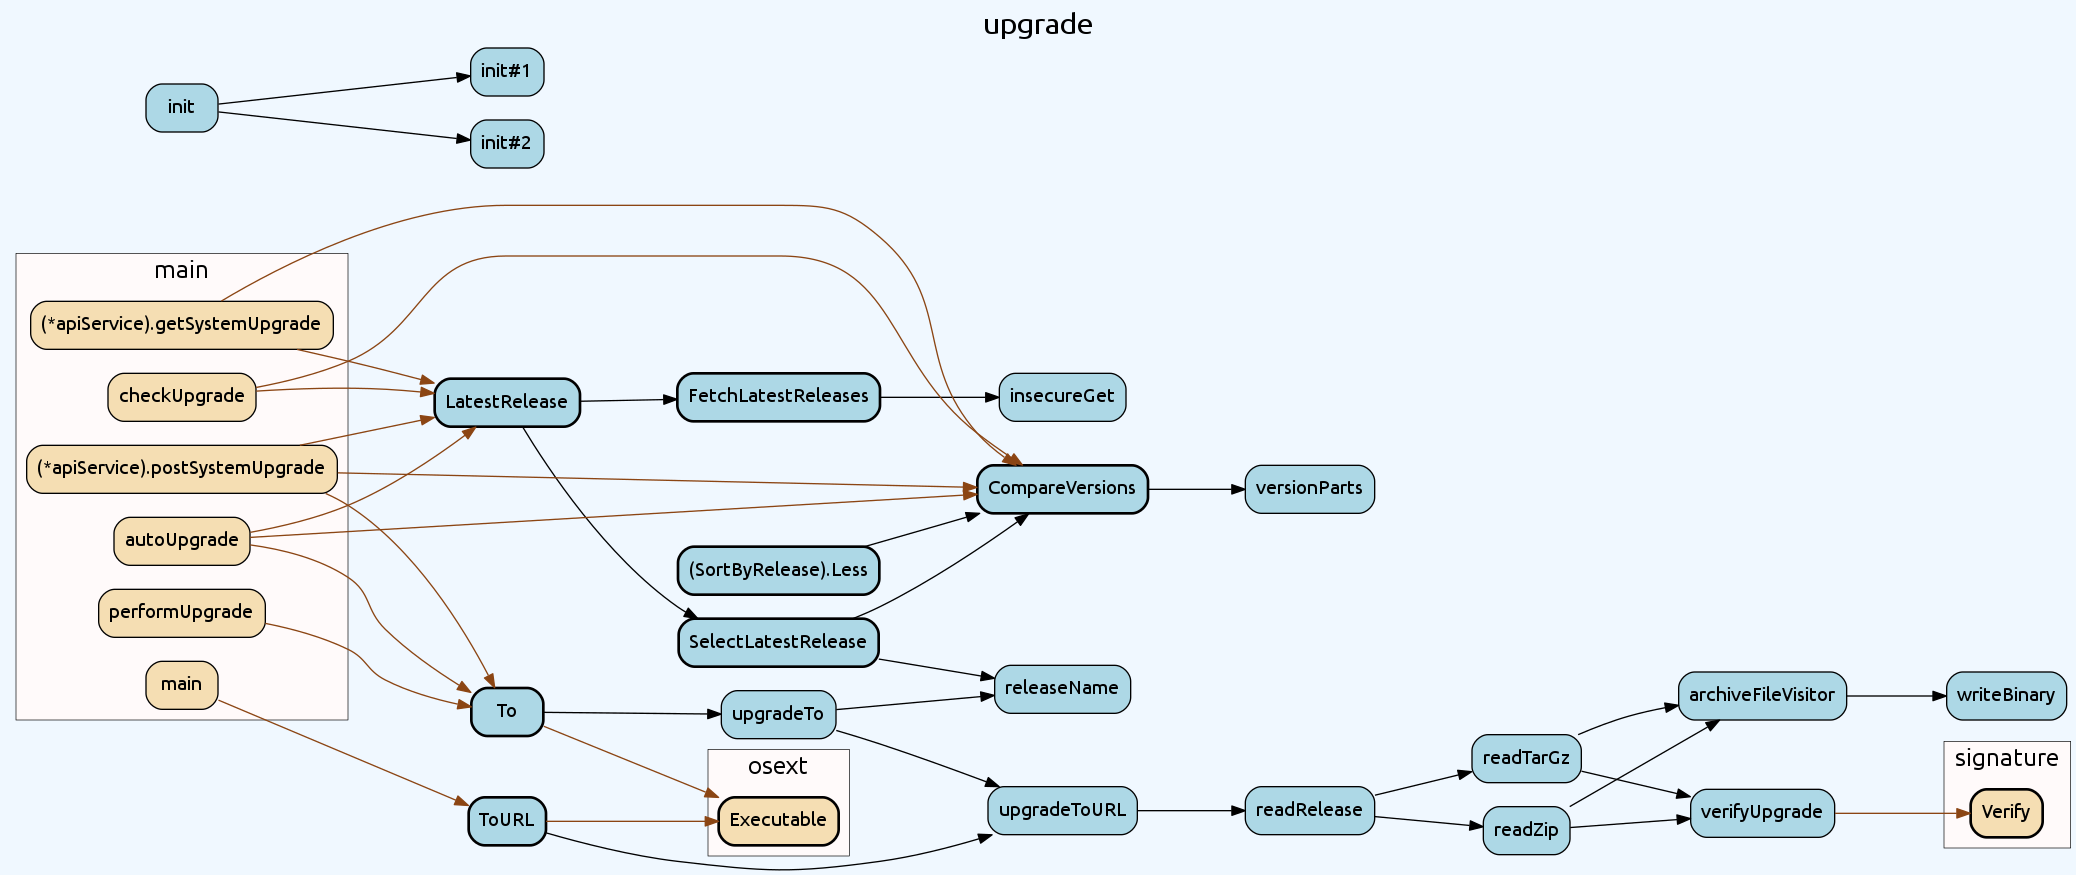 upgrade
init
init#1
init#2
main
(*apiService).getSystemUpgrade
checkUpgrade
(*apiService).postSystemUpgrade
autoUpgrade
performUpgrade
main
LatestRelease
FetchLatestReleases
insecureGet
CompareVersions
versionParts
(SortByRelease).Less
SelectLatestRelease
releaseName
To
upgradeTo
osext
Executable
ToURL
upgradeToURL
readRelease
readTarGz
readZip
archiveFileVisitor
writeBinary
verifyUpgrade
signature
Verify